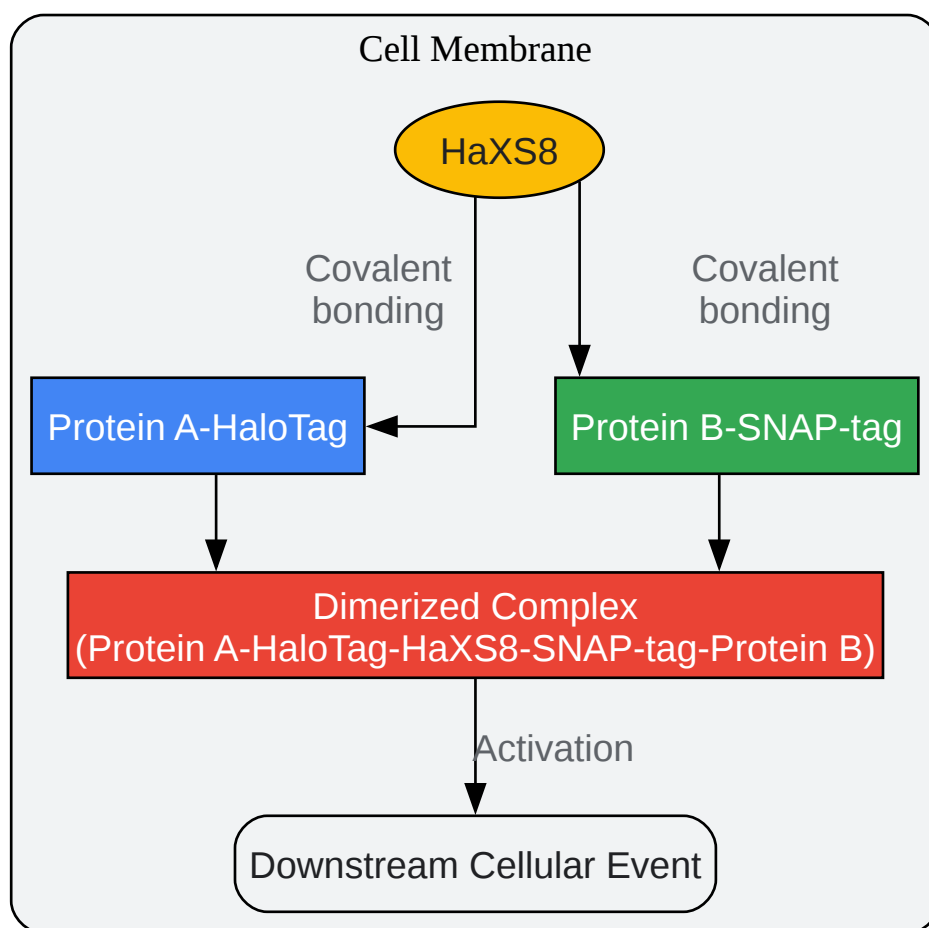 Cell Membrane
HaXS8
Covalent
bonding
Covalent
bonding
Protein A-HaloTag
Protein B-SNAP-tag
Dimerized Complex
(Protein A-HaloTag-HaXS8-SNAP-tag-Protein B)
Activation
Downstream Cellular Event